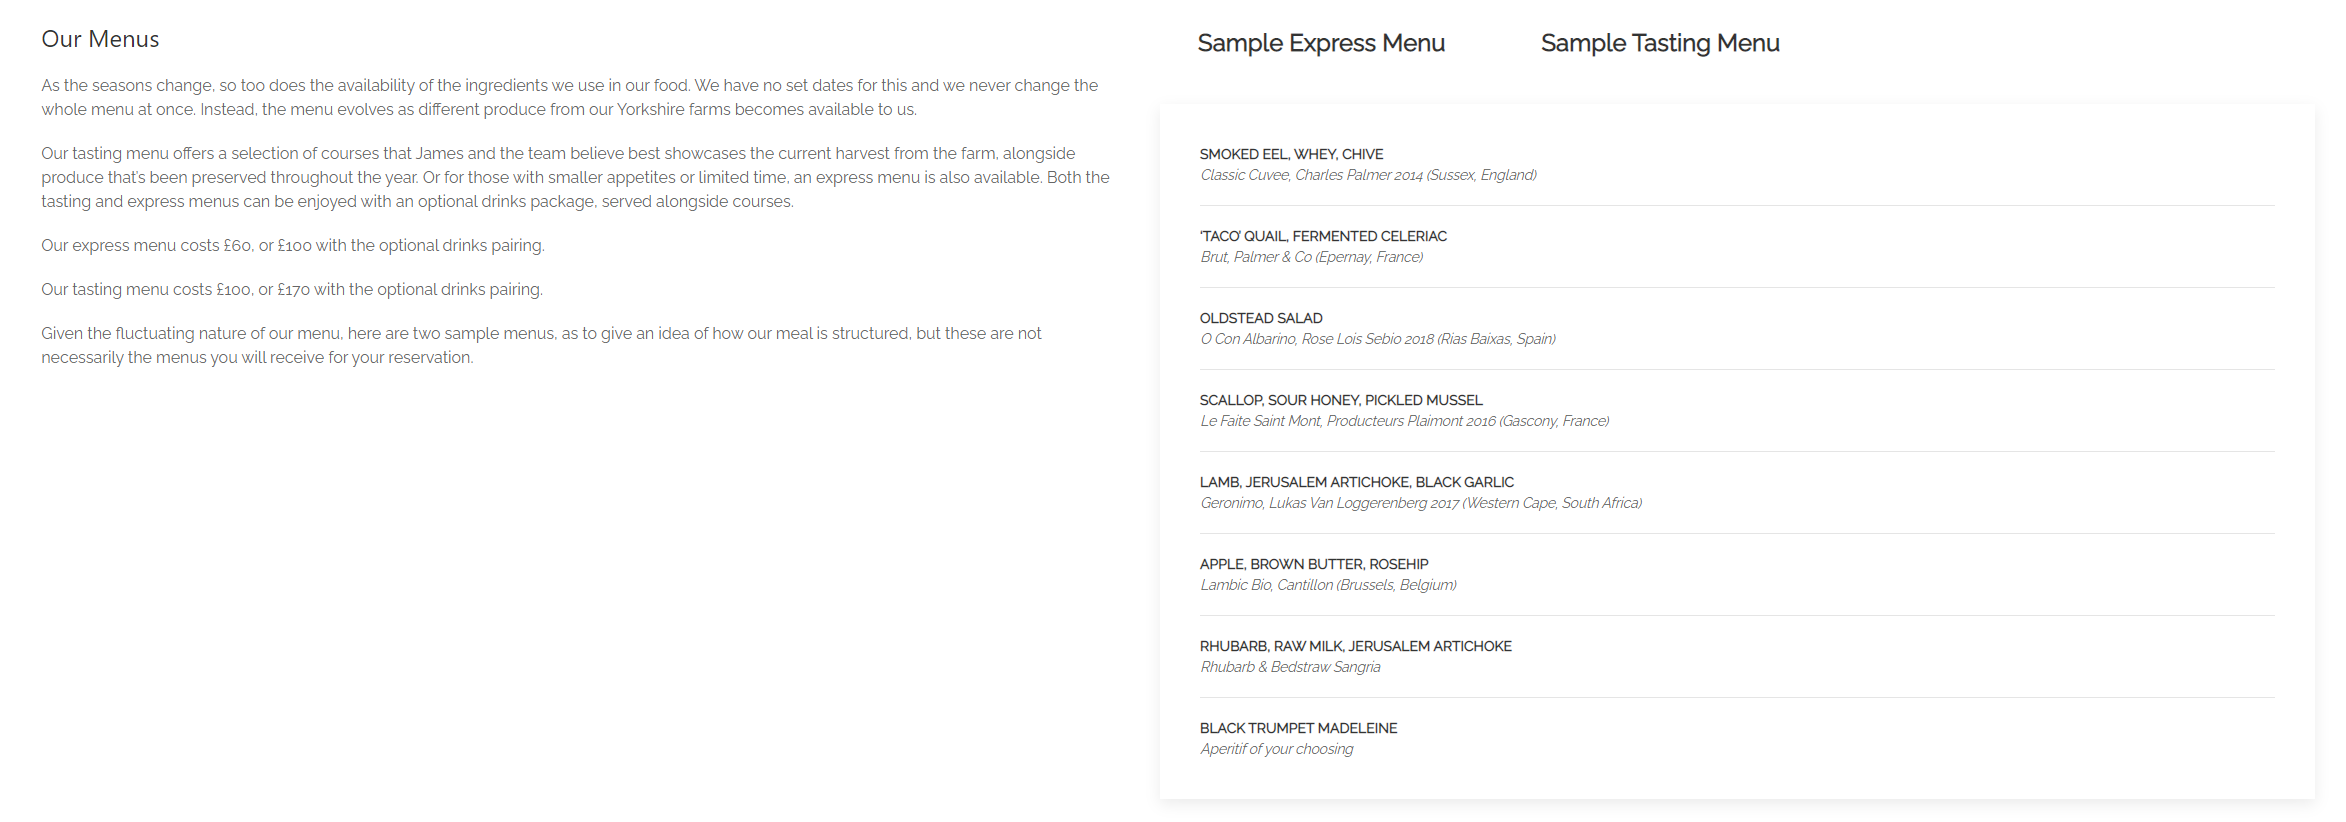 Our Menus
As the seasons change, so too does the availability of the ingredients we use in our food. We have no set dates for this and we never change the
whole menu at once. Instead, the menu evolves as different produce from our Yorkshire farms becomes available to us.
Our tasting menu offers a selection of courses that James and the team believe best showcases the current harvest from the farm, alongside
produce that's been preserved throughout the year. Or for those with smaller appetites or limited time, an express menu is also available. Both the
tasting and express menus can be enjoyed with an optional drinks package, served alongside courses.
Our express menu costs £60, or £100 with the optional drinks pairing.
Our tasting menu costs £100, or £170 with the optional drinks pairing.
Given the fluctuating nature of our menu, here are two sample menus, as to give an idea of how our meal is structured, but these are not
necessarily the menus you will receive for your reservation.
Sample Express Menu
Sample Tasting Menu
SMOKED EEL, WHEY, CHIVE
Classic Cuvee, Charles Palmer 2014 (Sussex, England)
‘TACO’ QUAIL, FERMENTED CELERIAC
Brut, Palmer & Co (Epernay, France)
OLDSTEAD SALAD
O Con Albarino, Rose Lois Sebio 2018 (Rias Baixas, Spain)
SCALLOP, SOUR HONEY, PICKLED MUSSEL
Le Faite Saint Mont, Producteurs Plaimont 2016 (Gascony, France)
LAMB, JERUSALEM ARTICHOKE, BLACK GARLIC
Geronimo, Lukas Van Loggerenberg 2017 (Western Cape, South Africa)
APPLE, BROWN BUTTER, ROSEHIP
Lambic Bio, Cantillon (Brussels, Belgium)
RHUBARB, RAW MILK, JERUSALEM ARTICHOKE
Rhubarb & Bedstraw Sangria
BLACK TRUMPET MADELEINE
Aperitif of your choosing